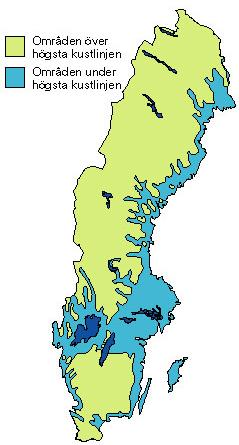 Områden över
högsta kustlinjen
Områden under
högsta kustlinjen